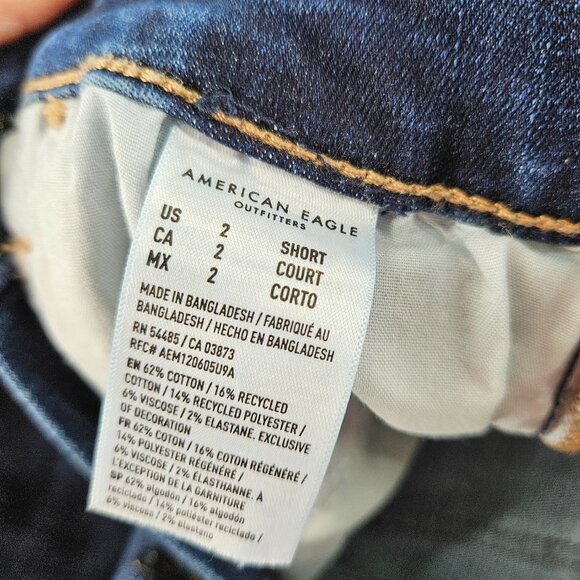 AMERICAN EAGLE
OUTFITTERS
US 2 SHORT
CA 2 COURT
MX 2 CORTO
MADE IN BANGLADESH / FABRIQUÉ AU
BANGLADESH / HECHO EN BANGLADESH
RN 54485 / CA 03873
RFC# AEM120605U9A
EN 62% COTTON / 16% RECYCLED
COTTON / 14% RECYCLED POLYESTER /
6% VISCOSE / 2% ELASTANE, EXCLUSIVE
OF DECORATION
FR 62% COTON / 16% COTON RÉGÉNÉRÉ /
14% POLYESTER RÉGÉNÉRÉ /
6% VISCOSE / 2% ÉLASTHANNE. À
L'EXCEPTION DE LA GARNITURE
SP 62% algodón / 16% algodón
reciclado / 14% poliester reciclado /
6% viscosa / 2% elastano